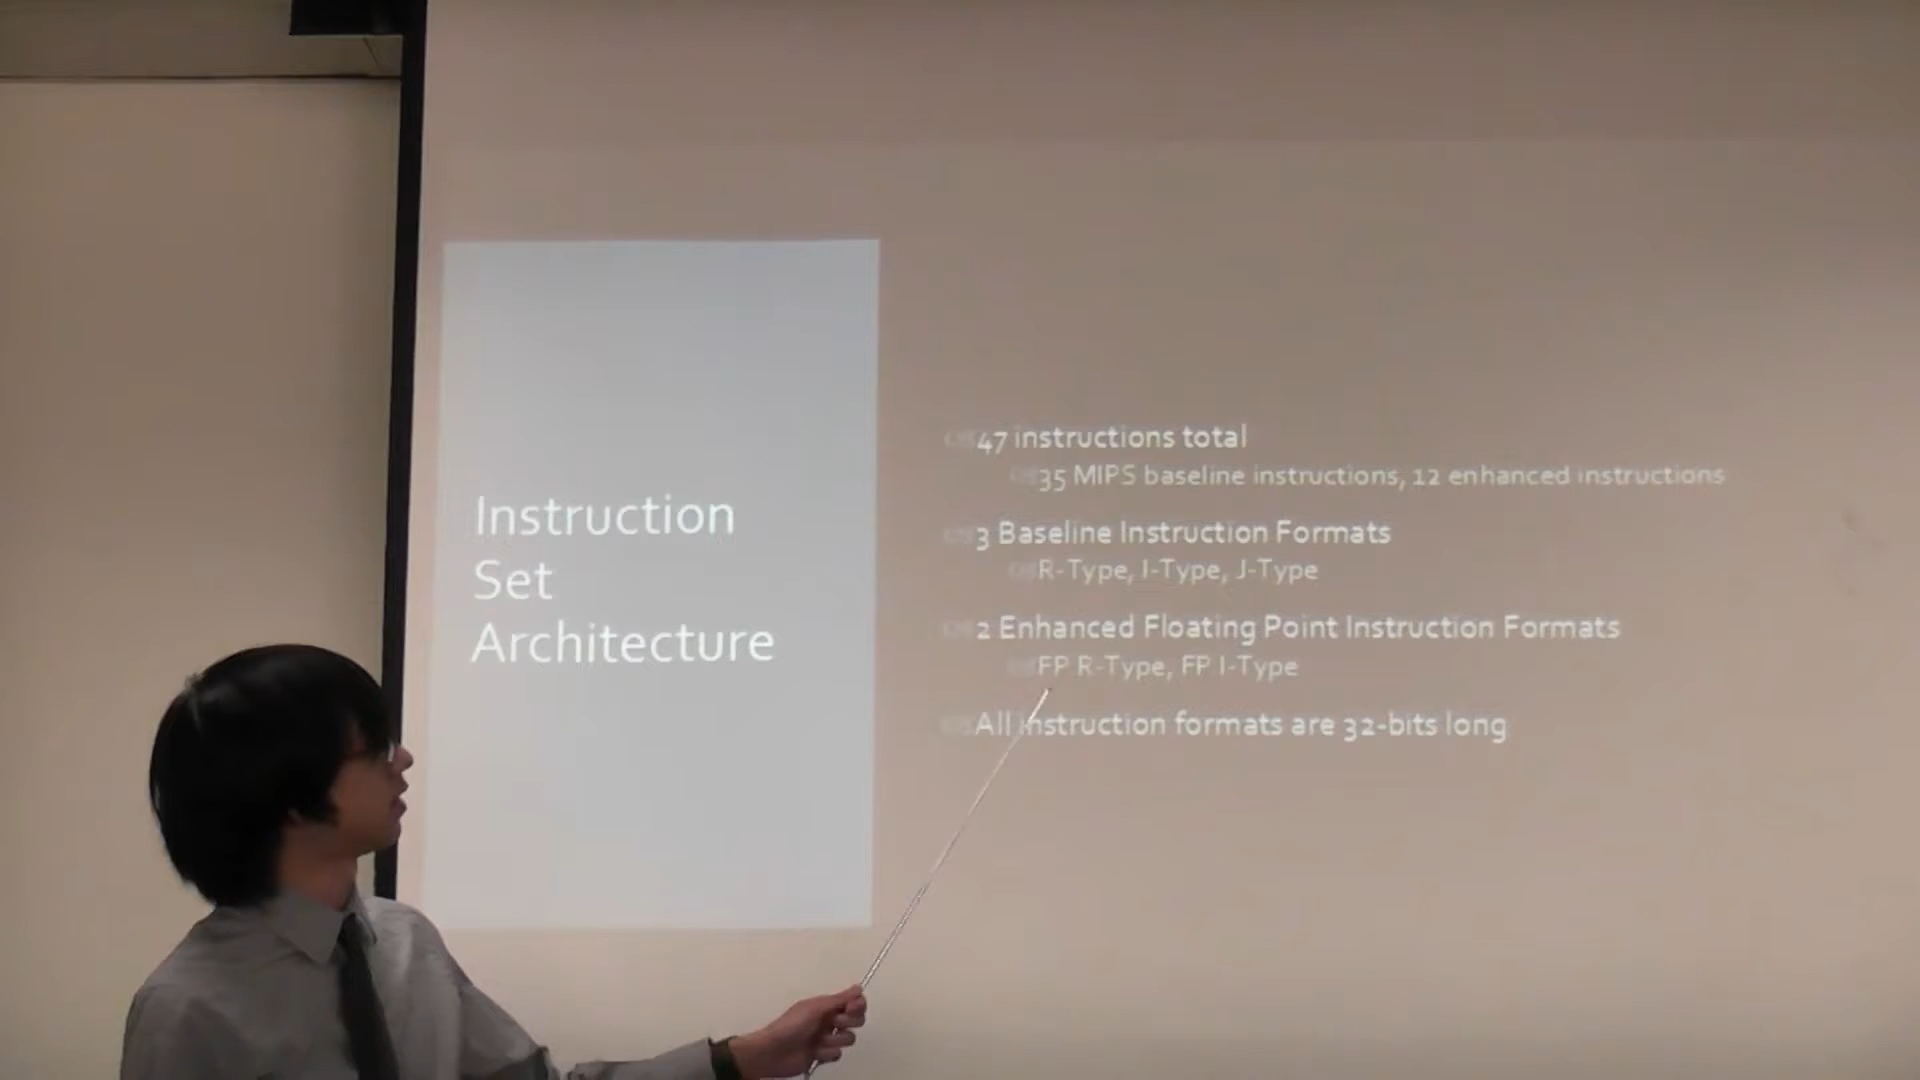 Instruction
Set
Architecture
47 instructions total
35 MIPS baseline instructions, 12 enhanced instructions
3 Baseline Instruction Formats
R-Type, I-Type, J-Type
2 Enhanced Floating Point Instruction Formats
FP R-Type, FP I-Type
All instruction formats are 32-bits long